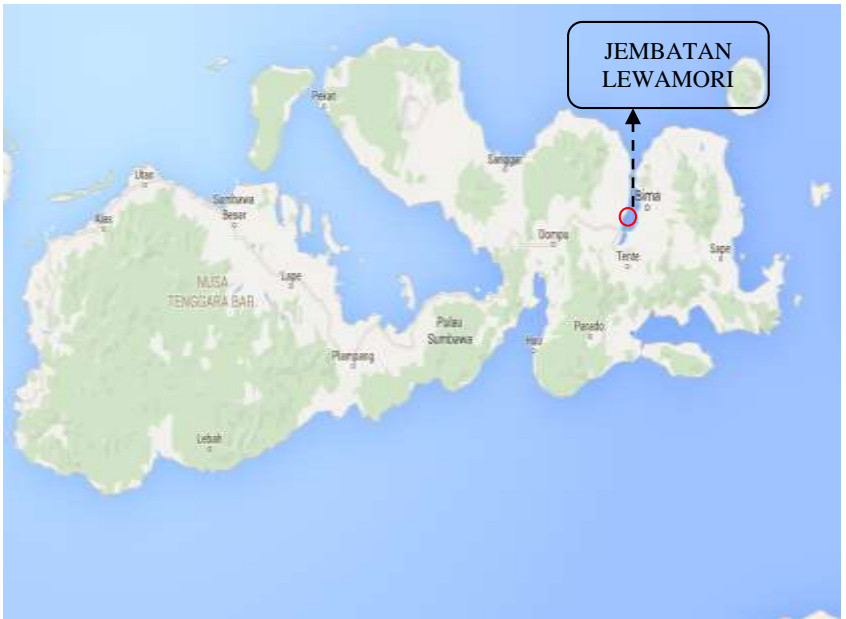 JEMBATAN
LEWAMORI
Pekat
Sanggar
Utan
Sumbawa
Besar
Bima
Alas
Dompu
Tente
Sape
Lape
NUSA
TENGGARA BAR.
Pulau
Sumbawa
Parado
Hu'u
Plampang
Lebah